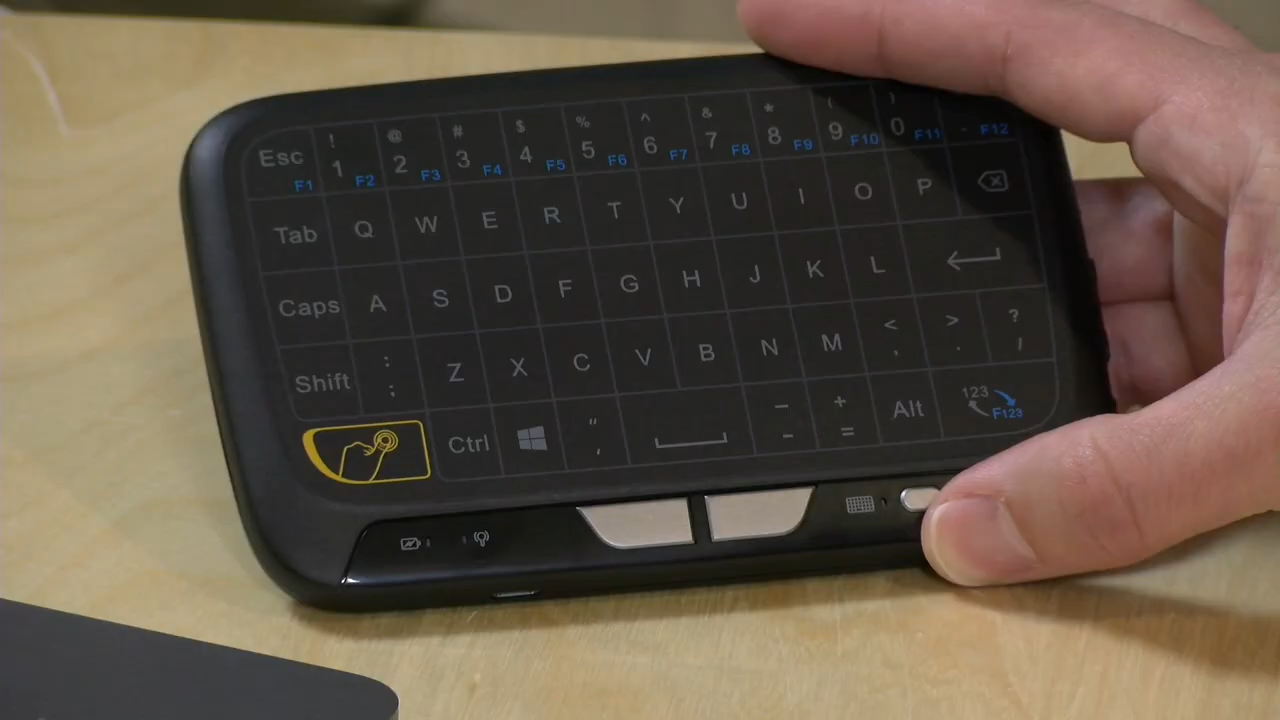 ! @ # $ % ^ & * ( )
Esc F1 1 F2 2 F3 3 F4 4 F5 5 F6 6 F7 7 F8 8 F9 9 F10 0 F11 . F12
Tab Q W E R T Y U I O P
Caps A S D F G H J K L
: < > ?
Shift ; Z X C V B N M , . /
“ − + 123
Ctrl , - = Alt F123